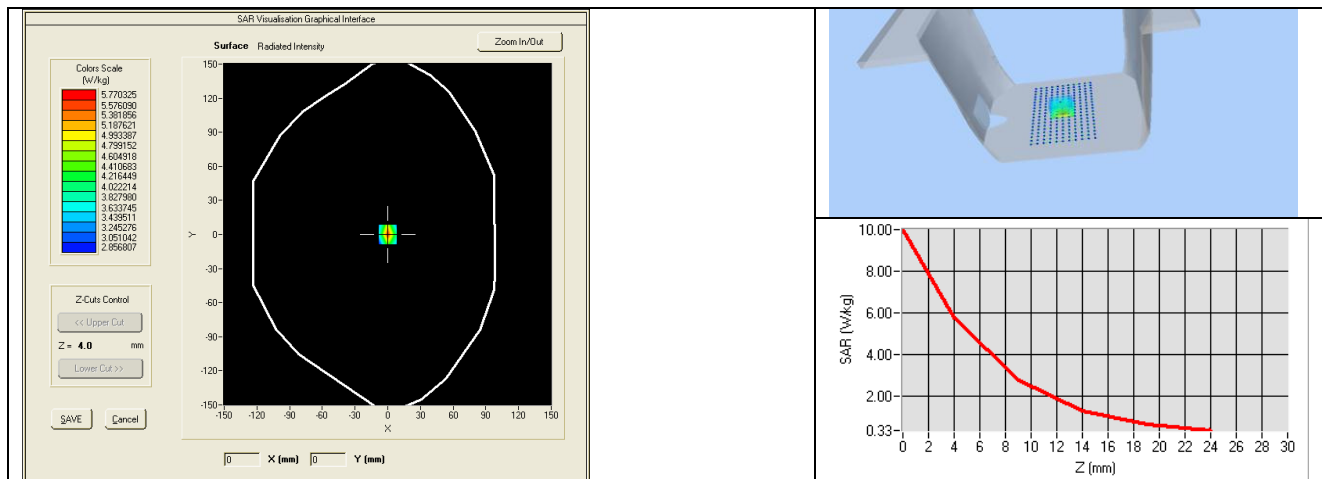 SAR Visualisation Graphical Interface
Surface Radiated Intensity
Zoom In/Out
Colors Scale
(W/kg)
5.770325
5.576090
5.381856
5.187621
4.993387
4.799152
4.604918
4.410683
4.216449
4.022214
3.827980
3.633745
3.439511
3.245276
3.051042
2.856807
Z-Cuts Control
<< Upper Cut
Z = 4.0 mm
Lower Cut >>
SAVE Cancel
150
120
90
60
30
0
-30
-60
-90
-120
-150
Y
-150 -120 -90 -60 -30 0 30 60 90 120 150
X
0 X (mm) 0 Y (mm)
10.00
8.00
6.00
4.00
2.00
0.33
SAR (W/kg)
0 2 4 6 8 10 12 14 16 18 20 22 24 26 28 30
Z (mm)